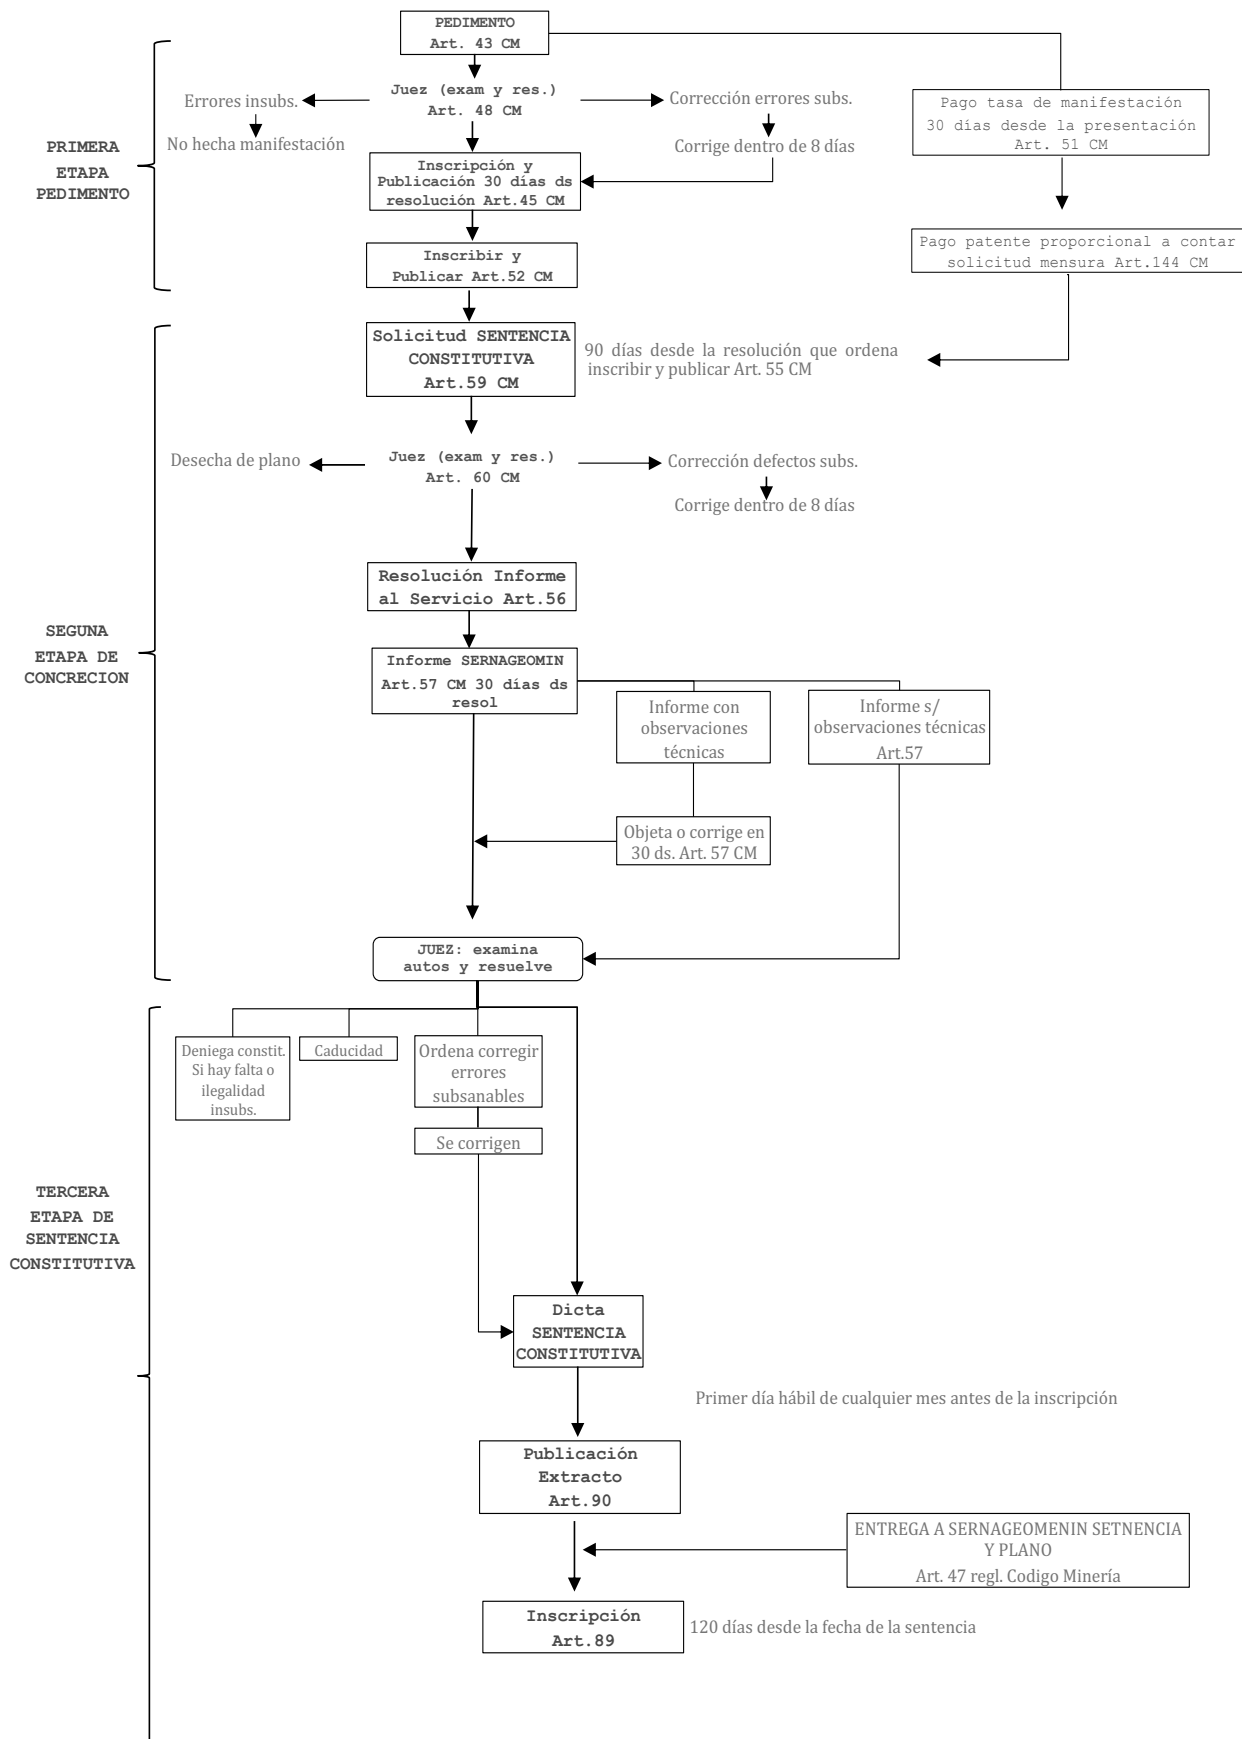 PEDIMENTO
Art. 43 CM
Juez (exam y res.)
Art. 48 CM
Errores insubs.
No hecha manifestación
Corrección errores subs.
Corrige dentro de 8 días
Pago tasa de manifestación
30 días desde la presentación
Art. 51 CM
PRIMERA
ETAPA
PEDIMENTO
Inscripción y
Publicación 30 días ds
resolución Art.45 CM
Inscribir y
Publicar Art.52 CM
Pago patente proporcional a contar
solicitud mensura Art.144 CM
Solicitud SENTENCIA
CONSTITUTIVA
Art.59 CM
90 días desde la resolución que ordena
inscribir y publicar Art. 55 CM
Desecha de plano
Juez (exam y res.)
Art. 60 CM
Corrección defectos subs.
Corrige dentro de 8 días
Resolución Informe
al Servicio Art.56
SEGUNA
ETAPA DE
CONCRECION
Informe SERNAGEOMIN
Art.57 CM 30 días ds
resol
Informe con
observaciones
técnicas
Informe s/
observaciones técnicas
Art.57
Objeta o corrige en
30 ds. Art. 57 CM
JUEZ: examina
autos y resuelve
Deniega constit.
Si hay falta o
ilegalidad
insubs.
Caducidad
Ordena corregir
errores
subsanables
Se corrigen
TERCERA
ETAPA DE
SENTENCIA
CONSTITUTIVA
Dicta
SENTENCIA
CONSTITUTIVA
Primer día hábil de cualquier mes antes de la inscripción
Publicación
Extracto
Art.90
ENTREGA A SERNAGEOMENIN SETNENCIA
Y PLANO
Art. 47 regl. Codigo Minería
Inscripción
Art.89
120 días desde la fecha de la sentencia